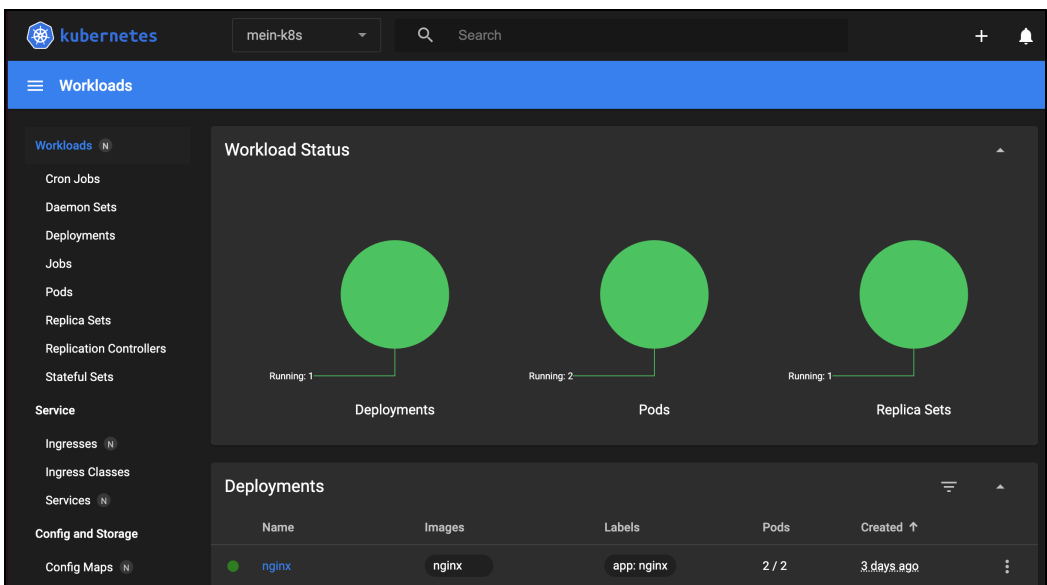 kubernetes mein-k8s Search
Workloads
Workloads N
Cron Jobs
Daemon Sets
Deployments
Jobs
Pods
Replica Sets
Replication Controllers
Stateful Sets
Service
Ingresses N
Ingress Classes
Services N
Config and Storage
Config Maps N
Workload Status
Running: 1 Running: 2 Running: 1
Deployments Pods Replica Sets
Deployments
Name Images Labels Pods Created ↑
nginx nginx app: nginx 2 / 2 3 days ago